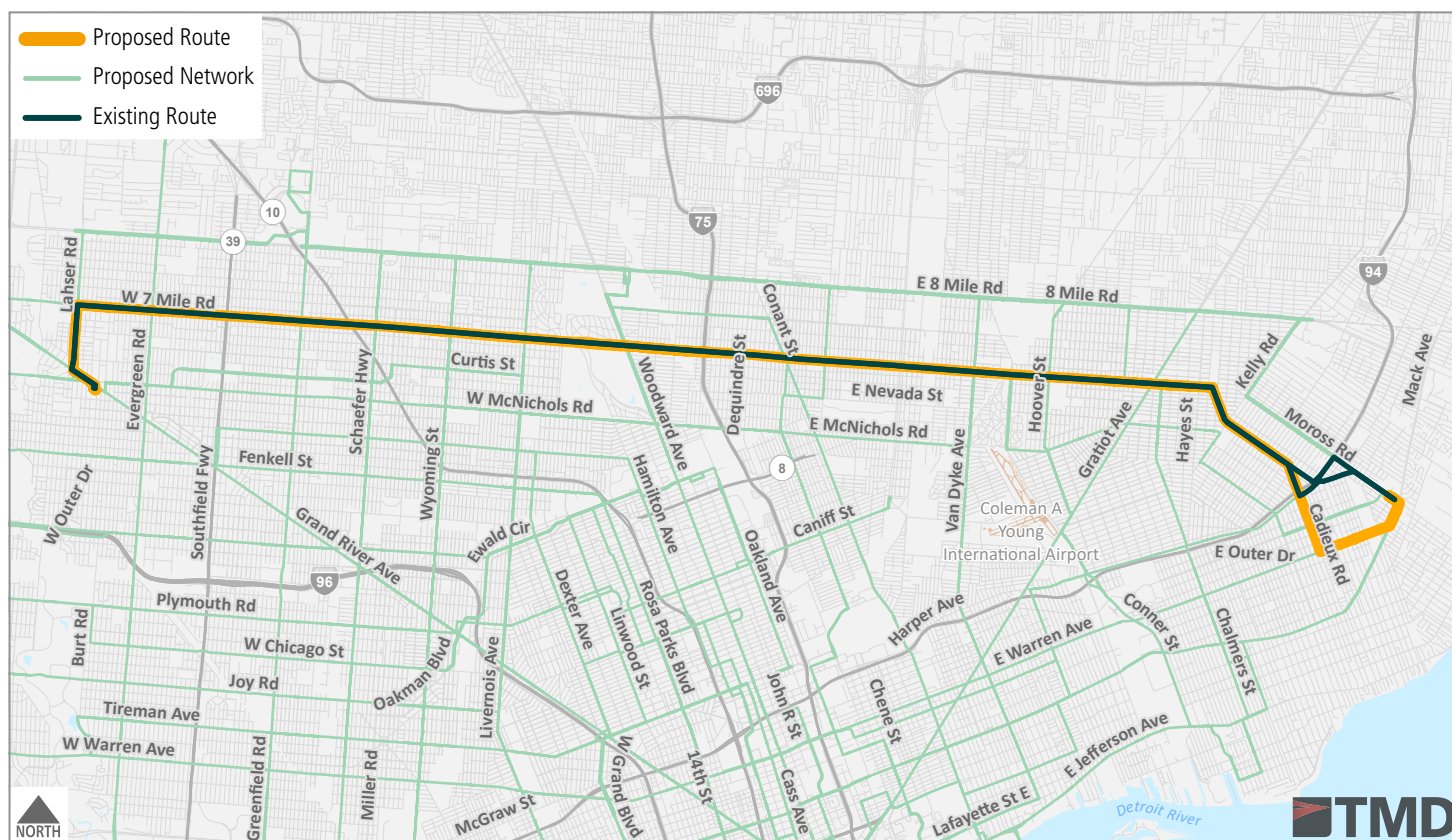 Proposed Route
Proposed Network
Existing Route
696
10
75
39
94
Lahser Rd
W 7 Mile Rd
E 8 Mile Rd
8 Mile Rd
Conant St
Kelly Rd
Mack Ave
Evergreen Rd
Curtis St
Schaefer Hwy
Woodward Ave
Dequindre St
E Nevada St
Hoover St
W McNichols Rd
E McNichols Rd
Gratiot Ave
Hayes St
Moross Rd
Fenkell St
Wyoming St
Hamilton Ave
8
Van Dyke Ave
W Outer Dr
Southfield Fwy
Grand River Ave
Ewald Cir
Caniff St
Coleman A
Young
International Airport
Cadieux Rd
E Outer Dr
96
Oakland Ave
Plymouth Rd
Dexter Ave
Linwood St
Rosa Parks Blvd
Harper Ave
Conner St
Burt Rd
W Chicago St
E Warren Ave
Chalmers St
Joy Rd
Oakman Blvd
Livernois Ave
John R St
Chene St
Tireman Ave
W Warren Ave
Greenfield Rd
Miller Rd
W Grand Blvd
14th St
Cass Ave
E Jefferson Ave
McGraw St
Lafayette St E
Detroit River
NORTH
TMD